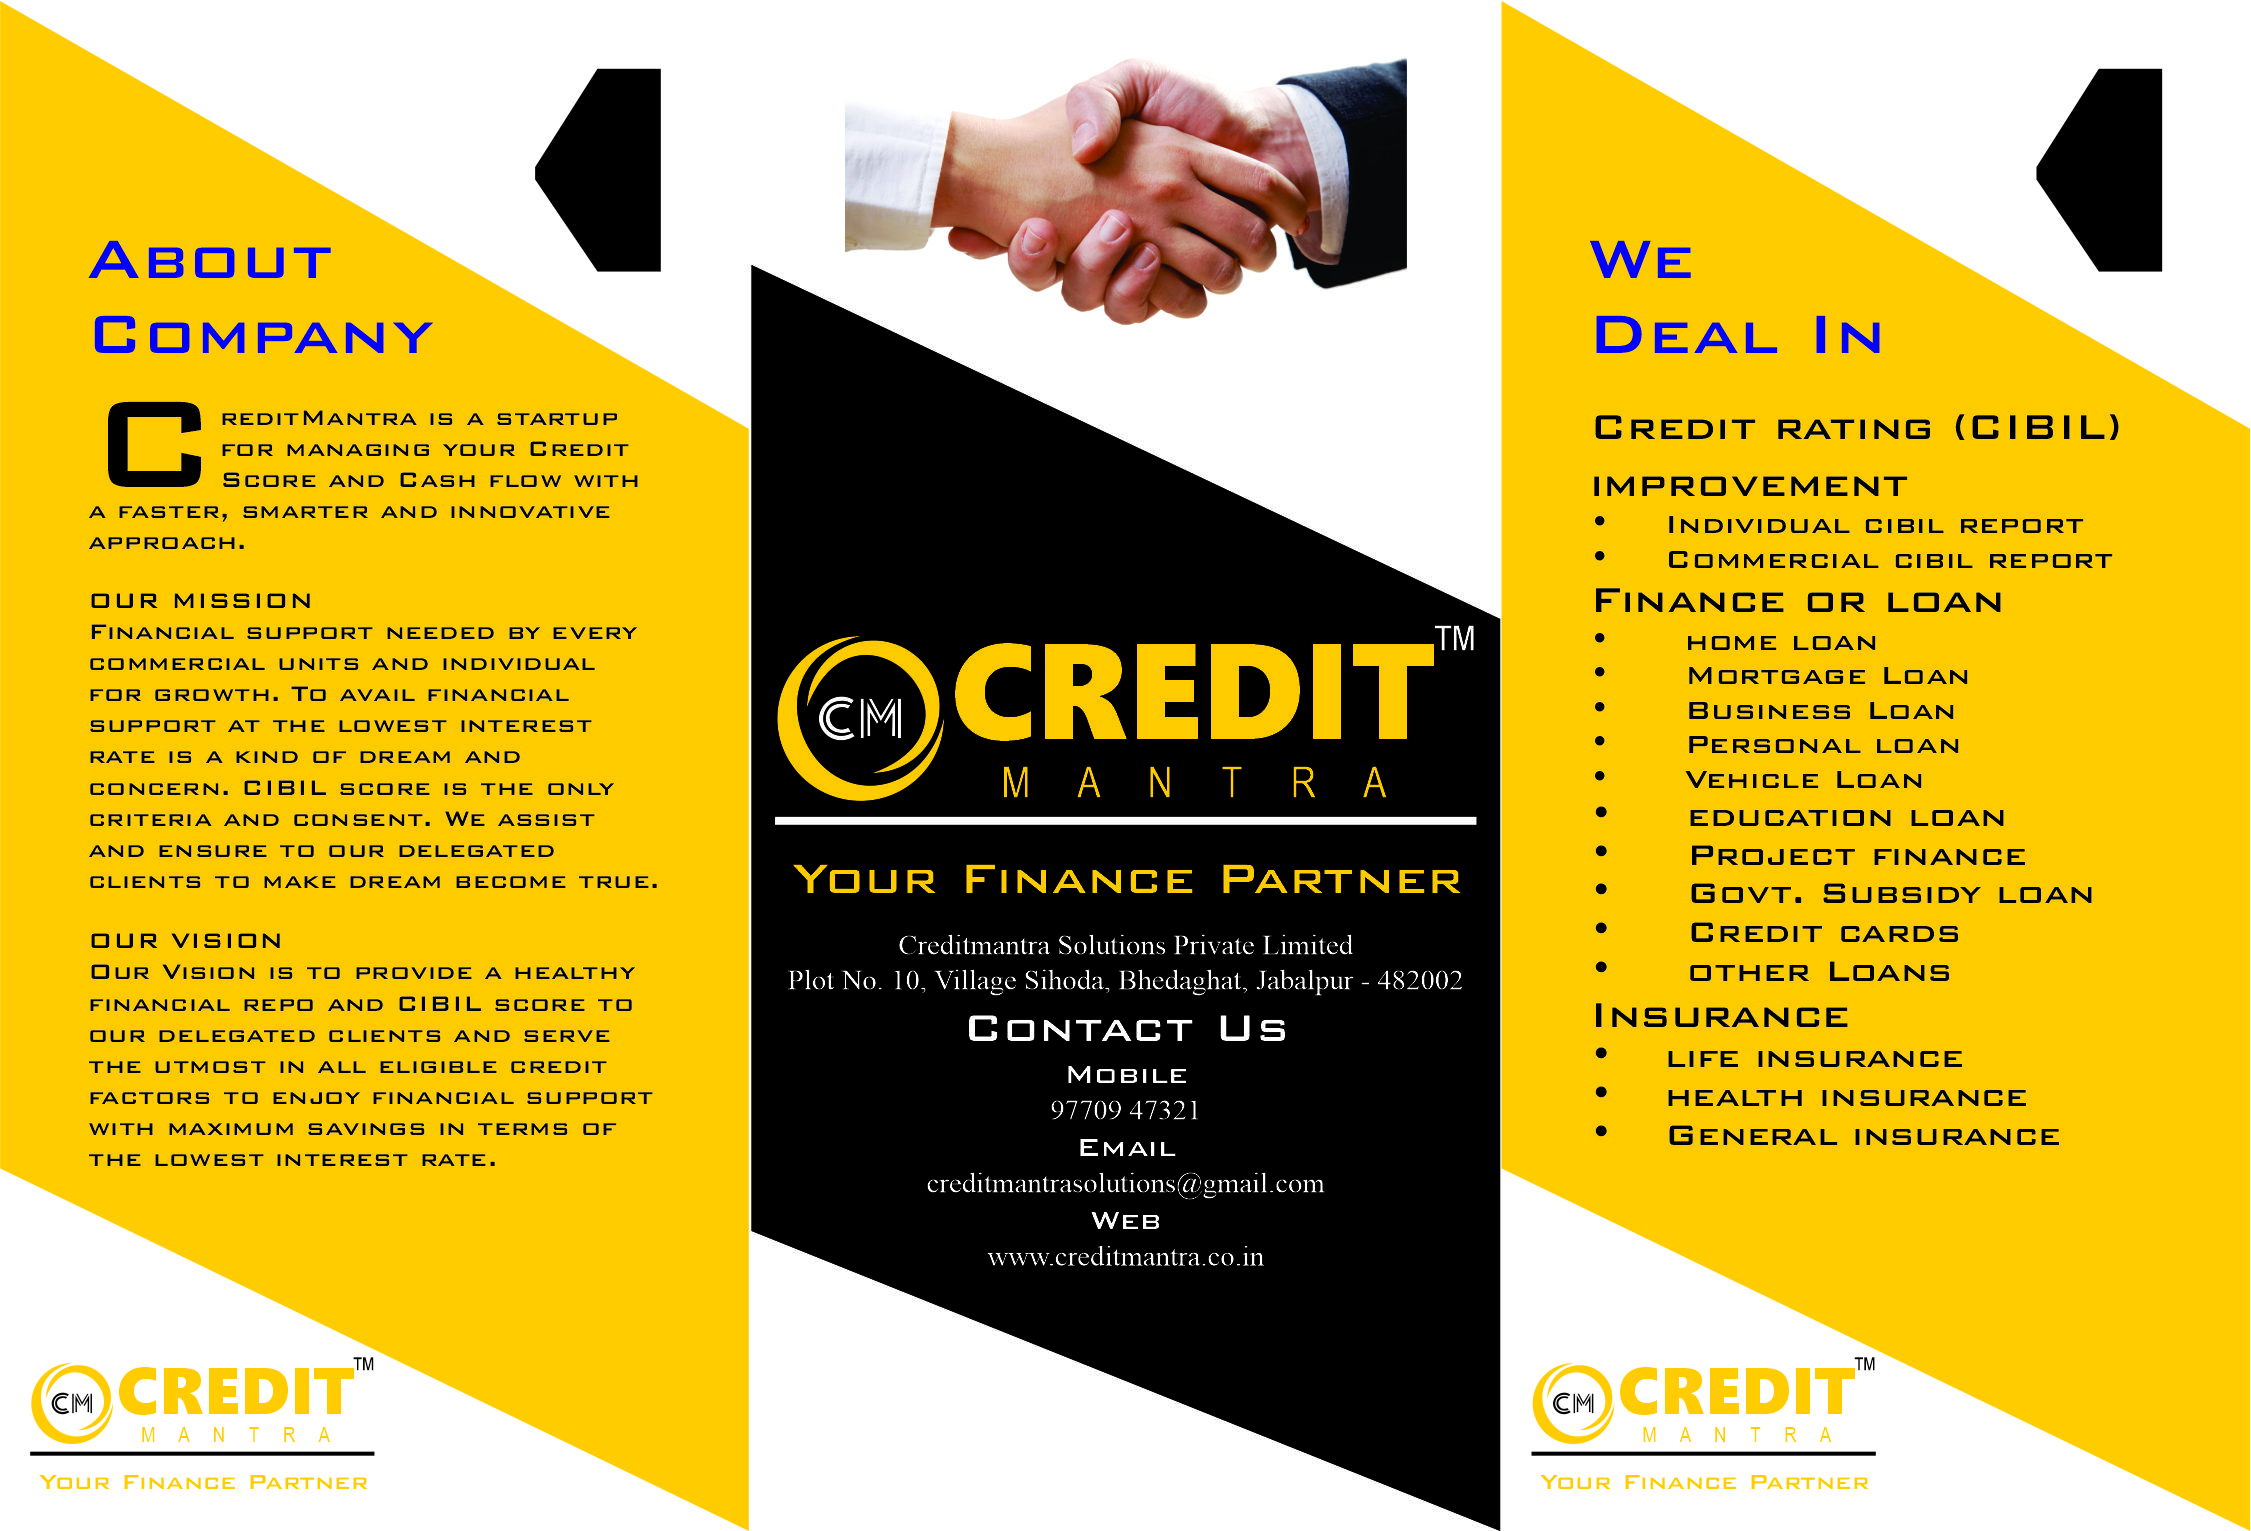 About
Company
CreditMantra is a startup
for managing your Credit
Score and Cash flow with
a faster, smarter and innovative
approach.
our mission
Financial support needed by every
commercial units and individual
for growth. To avail financial
support at the lowest interest
rate is a kind of dream and
concern. CIBIL score is the only
criteria and consent. We assist
and ensure to our delegated
clients to make dream become true.
our vision
Our Vision is to provide a healthy
financial repo and CIBIL score to
our delegated clients and serve
the utmost in all eligible credit
factors to enjoy financial support
with maximum savings in terms of
the lowest interest rate.
CM CREDIT™
MANTRA
Your Finance Partner
CM CREDIT™
MANTRA
Your Finance Partner
Creditmantra Solutions Private Limited
Plot No. 10, Village Sihoda, Bhedaghat, Jabalpur - 482002
Contact Us
Mobile
97709 47321
Email
creditmantrasolutions@gmail.com
Web
www.creditmantra.co.in
We
Deal In
Credit rating (CIBIL)
improvement
• Individual cibil report
• Commercial cibil report
Finance or loan
• home loan
• Mortgage Loan
• Business Loan
• Personal loan
• Vehicle Loan
• education loan
• Project finance
• Govt. Subsidy loan
• Credit cards
• other Loans
Insurance
• life insurance
• health insurance
• General insurance
CM CREDIT™
MANTRA
Your Finance Partner